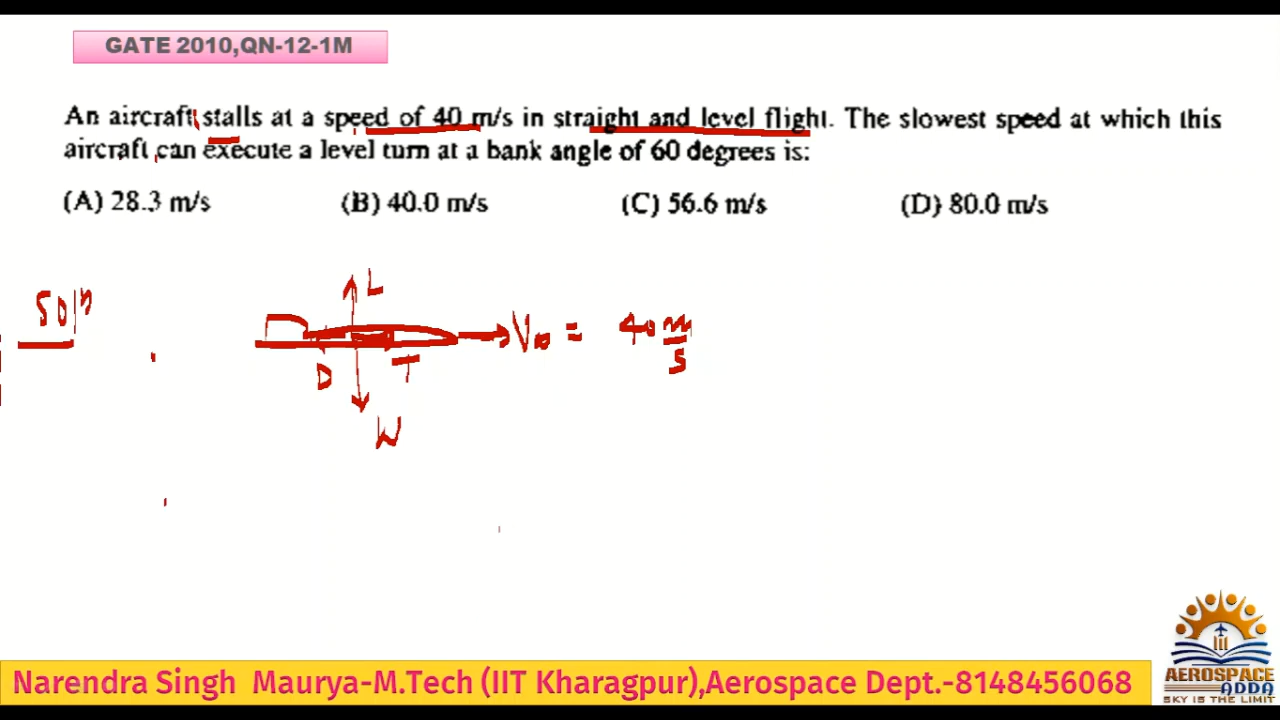 GATE 2010,QN-12-1M
An aircraft stalls at a speed of 40 m/s in straight and level flight. The slowest speed at which this
aircraft can execute a level turn at a bank angle of 60 degrees is:
(A) 28.3 m/s (B) 40.0 m/s (C) 56.6 m/s (D) 80.0 m/s
L
V∞ = 40 m/s
D T
W
Narendra Singh Maurya-M.Tech (IIT Kharagpur),Aerospace Dept.-8148456068
AEROSPACE
ADDA
SKY IS THE LIMIT